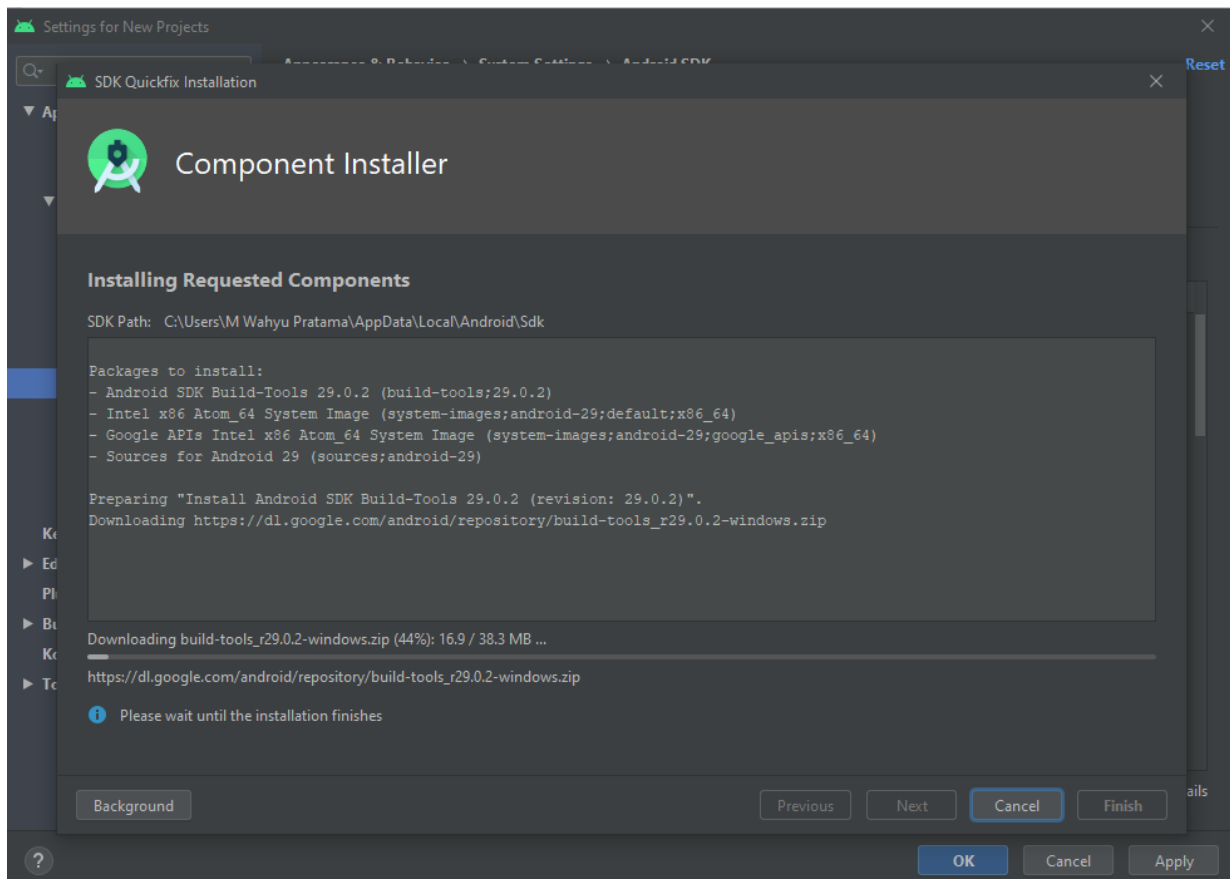 Settings for New Projects
Appearance & Behavior › System Settings › Android SDK
Reset
SDK Quickfix Installation
Component Installer
Installing Requested Components
SDK Path: C:\Users\M Wahyu Pratama\AppData\Local\Android\Sdk
Packages to install:
- Android SDK Build-Tools 29.0.2 (build-tools;29.0.2)
- Intel x86 Atom_64 System Image (system-images;android-29;default;x86_64)
- Google APIs Intel x86 Atom_64 System Image (system-images;android-29;google_apis;x86_64)
- Sources for Android 29 (sources;android-29)
Preparing "Install Android SDK Build-Tools 29.0.2 (revision: 29.0.2)".
Downloading https://dl.google.com/android/repository/build-tools_r29.0.2-windows.zip
Downloading build-tools_r29.0.2-windows.zip (44%): 16.9 / 38.3 MB ...
https://dl.google.com/android/repository/build-tools_r29.0.2-windows.zip
Please wait until the installation finishes
Background
Previous
Next
Cancel
Finish
?
OK
Cancel
Apply